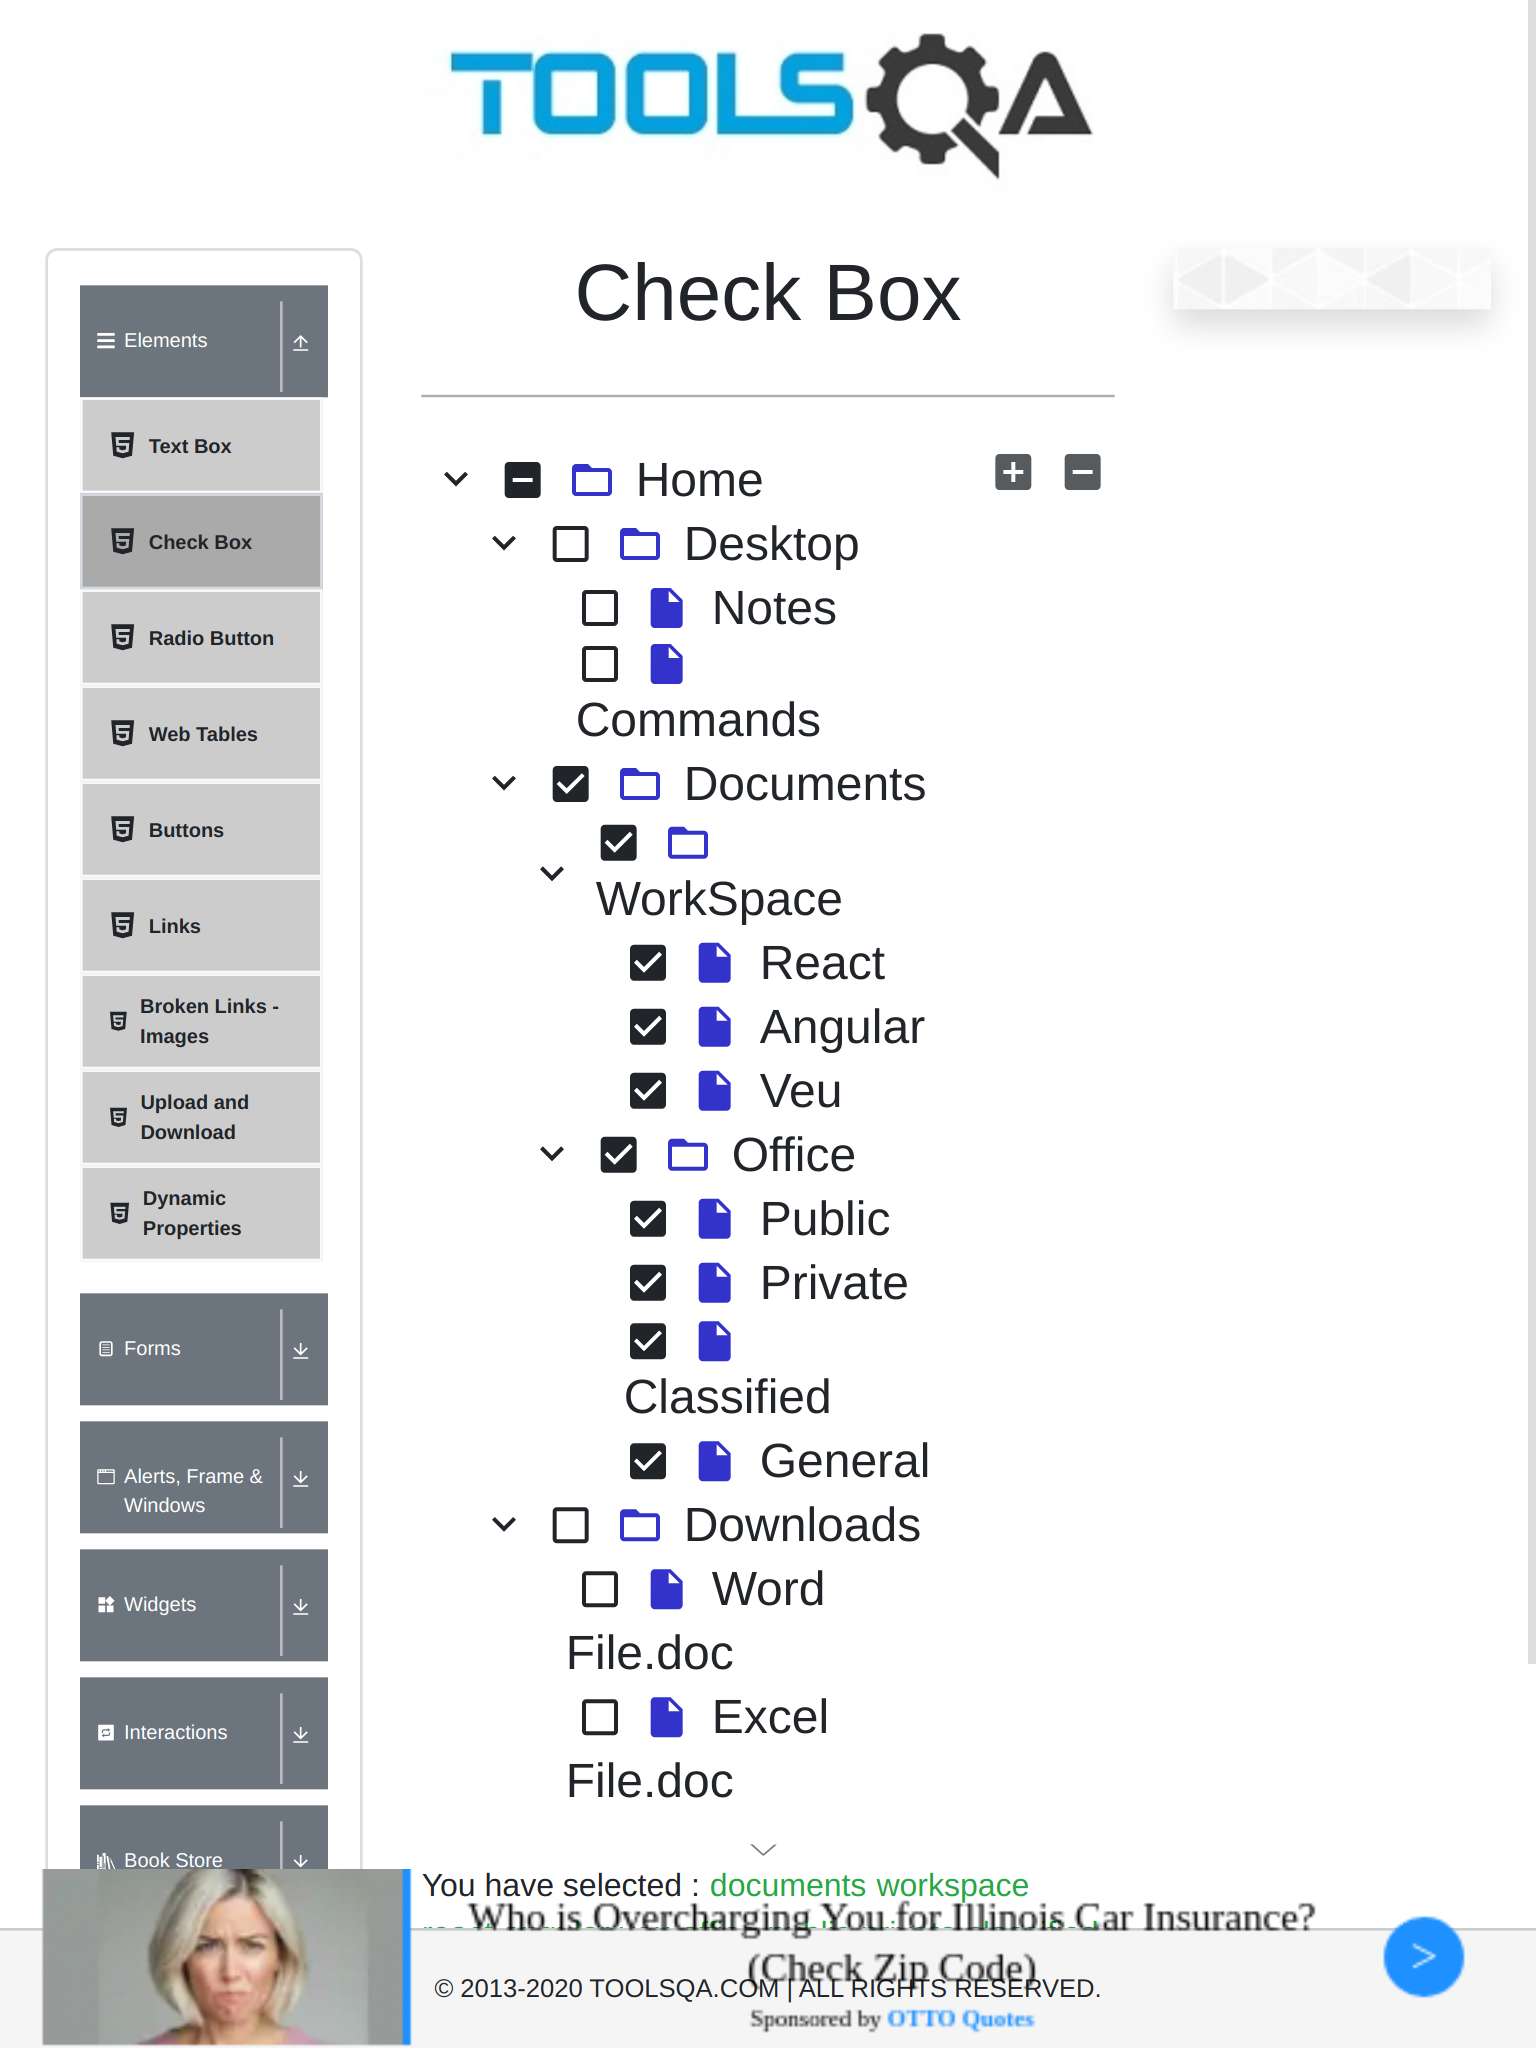 TOOLSQA
Check Box
Elements
Text Box
Check Box
Radio Button
Web Tables
Buttons
Links
Broken Links -
Images
Upload and
Download
Dynamic
Properties
Forms
Alerts, Frame &
Windows
Widgets
Interactions
Book Store
Home
Desktop
Notes
Commands
Documents
WorkSpace
React
Angular
Veu
Office
Public
Private
Classified
General
Downloads
Word
File.doc
Excel
File.doc
You have selected : documents workspace
Who is Overcharging You for Illinois Car Insurance?
(Check Zip Code)
© 2013-2020 TOOLSQA.COM | ALL RIGHTS RESERVED.
Sponsored by OTTO Quotes